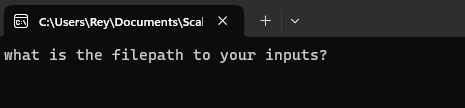 C:\Users\Rey\Documents\Scal
what is the filepath to your inputs?